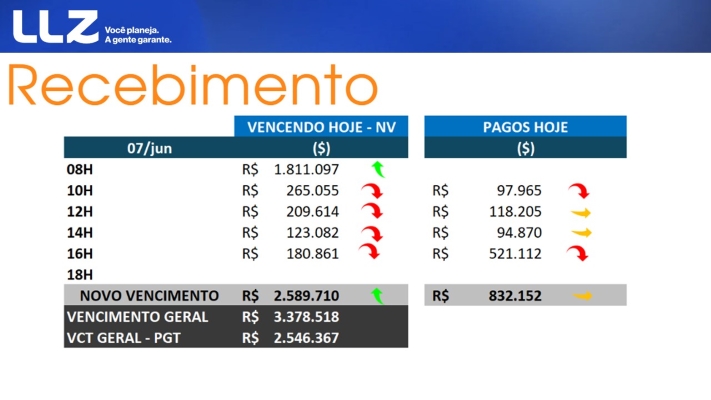 LLZ Você planeja.
A gente garante.
Recebimento
VENCENDO HOJE - NV PAGOS HOJE
07/jun ($) ($)
08H R$ 1.811.097
10H R$ 265.055 R$ 97.965
12H R$ 209.614 R$ 118.205
14H R$ 123.082 R$ 94.870
16H R$ 180.861 R$ 521.112
18H
NOVO VENCIMENTO R$ 2.589.710 R$ 832.152
VENCIMENTO GERAL R$ 3.378.518
VCT GERAL - PGT R$ 2.546.367